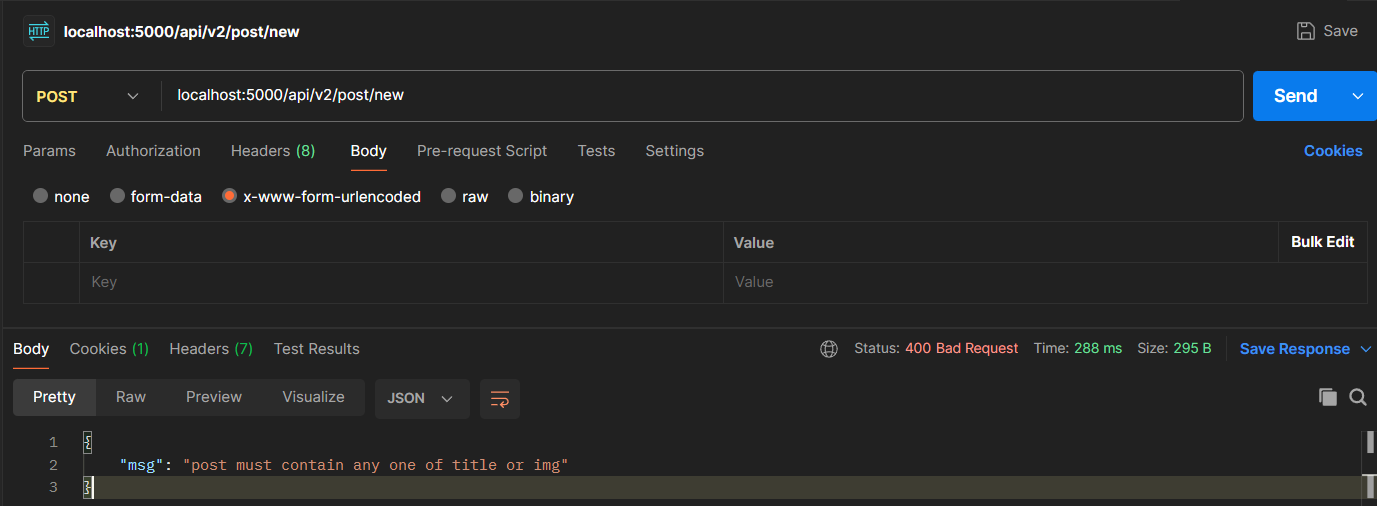 HTTP localhost:5000/api/v2/post/new Save
POST localhost:5000/api/v2/post/new Send
Params Authorization Headers (8) Body Pre-request Script Tests Settings Cookies
none form-data x-www-form-urlencoded raw binary
Key Value Bulk Edit
Key Value
Body Cookies (1) Headers (7) Test Results Status: 400 Bad Request Time: 288 ms Size: 295 B Save Response
Pretty Raw Preview Visualize JSON
1 {
2 "msg": "post must contain any one of title or img"
3 }